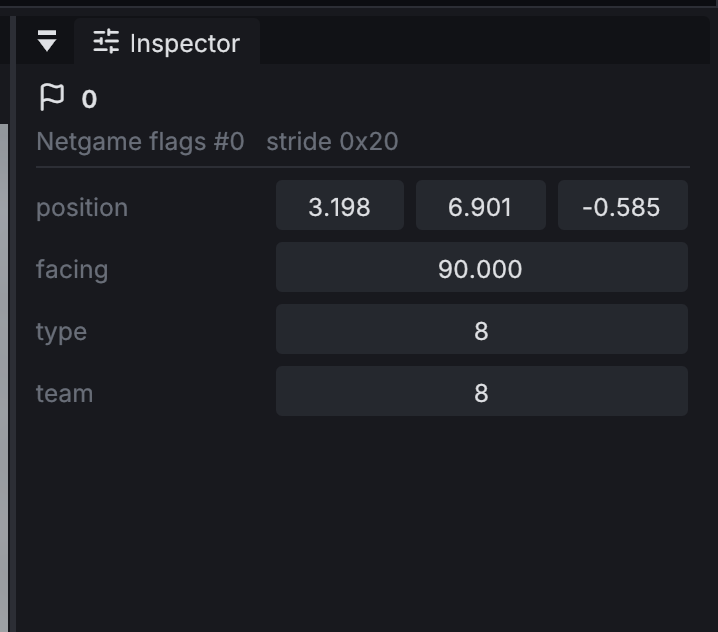 Inspector
0
Netgame flags #0 stride 0x20
position 3.198 6.901 -0.585
facing 90.000
type 8
team 8